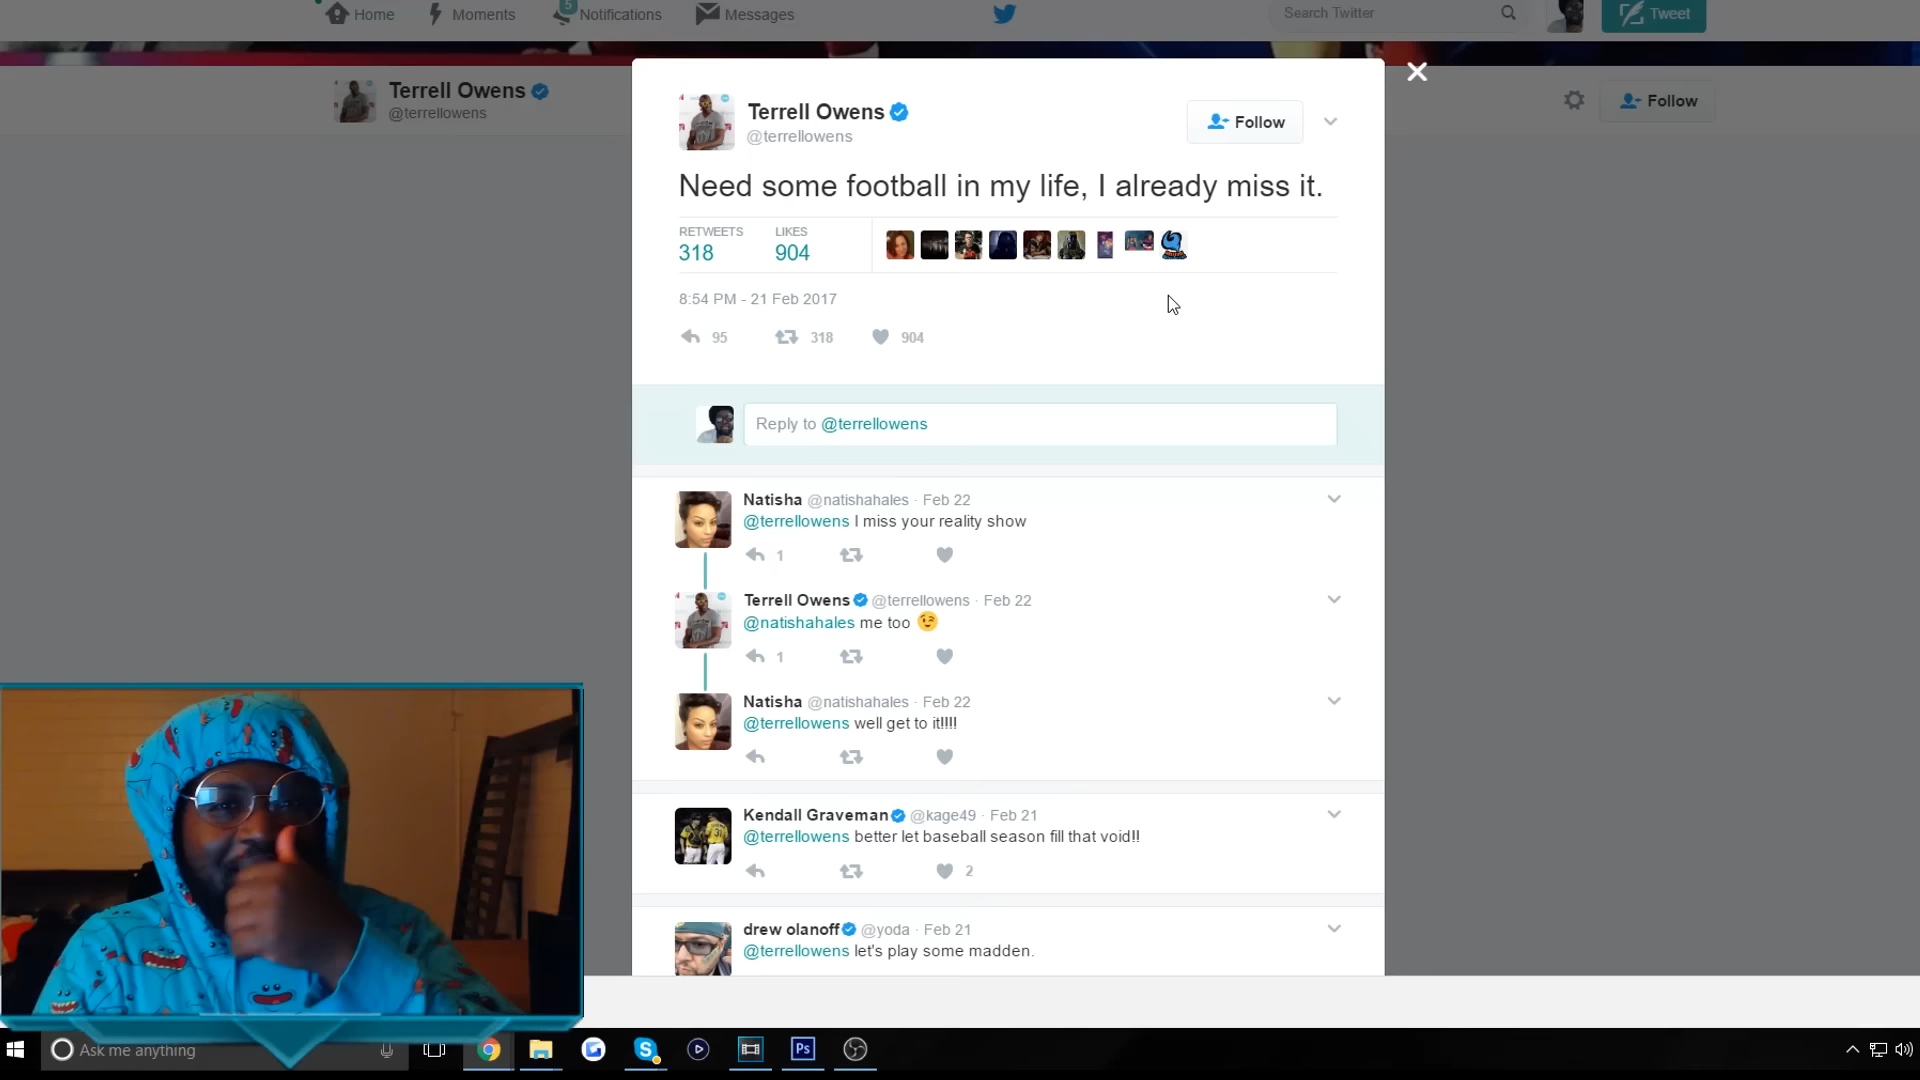 Home
Moments
5
Notifications
Messages
Search Twitter
Tweet
Terrell Owens
@terrellowens
Follow
Terrell Owens
@terrellowens
Follow
Need some football in my life, I already miss it.
RETWEETS
318
LIKES
904
8:54 PM - 21 Feb 2017
95
318
904
Reply to @terrellowens
Natisha @natishahales · Feb 22
@terrellowens I miss your reality show
1
Terrell Owens @terrellowens · Feb 22
@natishahales me too 😉
1
Natisha @natishahales · Feb 22
@terrellowens well get to it!!!!
Kendall Graveman @kage49 · Feb 21
@terrellowens better let baseball season fill that void!!
2
drew olanoff @yoda · Feb 21
@terrellowens let's play some madden.
Ask me anything
S
Ps